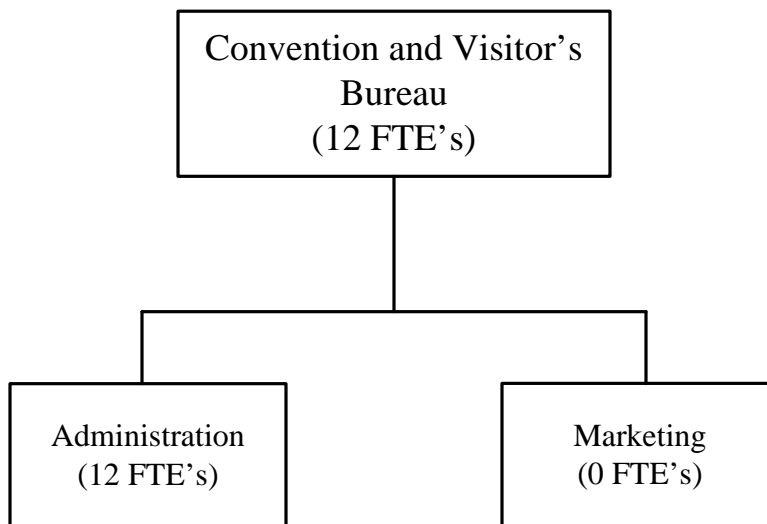 Convention and Visitor’s
Bureau
(12 FTE’s)
Administration
(12 FTE’s)
Marketing
(0 FTE’s)